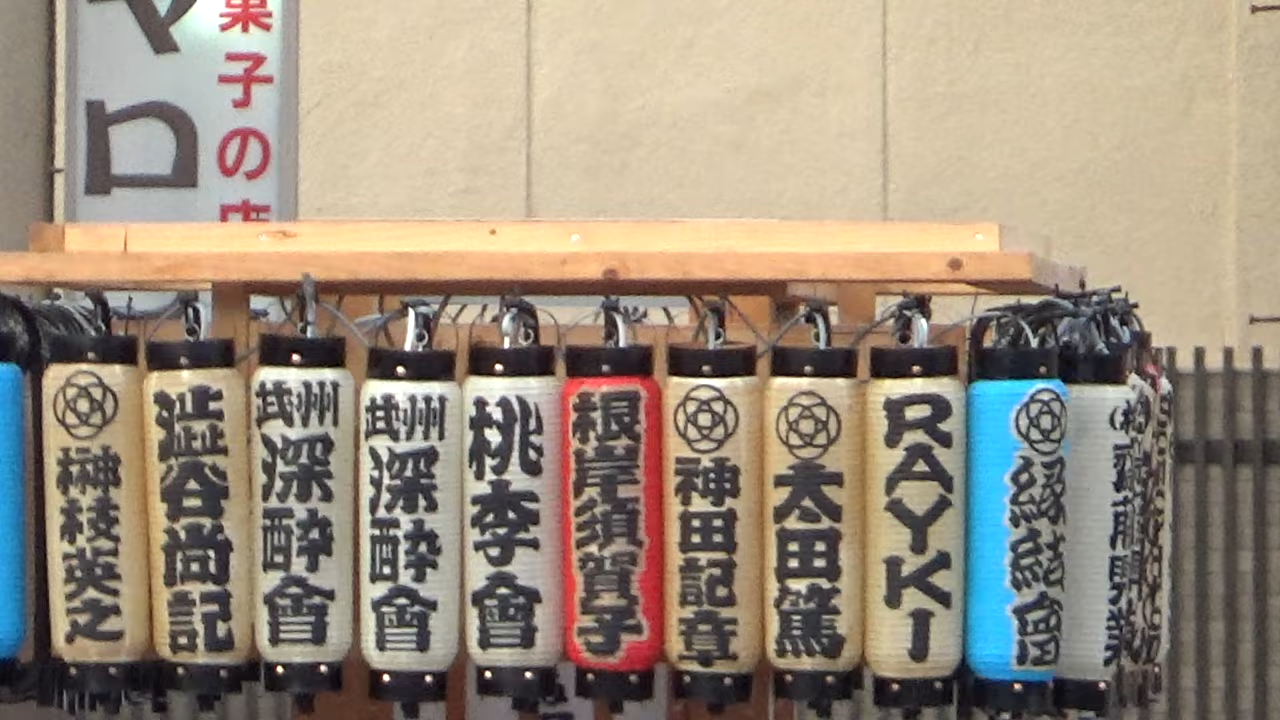 マロ
菓子の店
榊枝英之
澁谷尚記
武州深酔會
武州深酔會
桃李會
根岸須賀子
神田記章
太田篤
RAYKI
縁結會